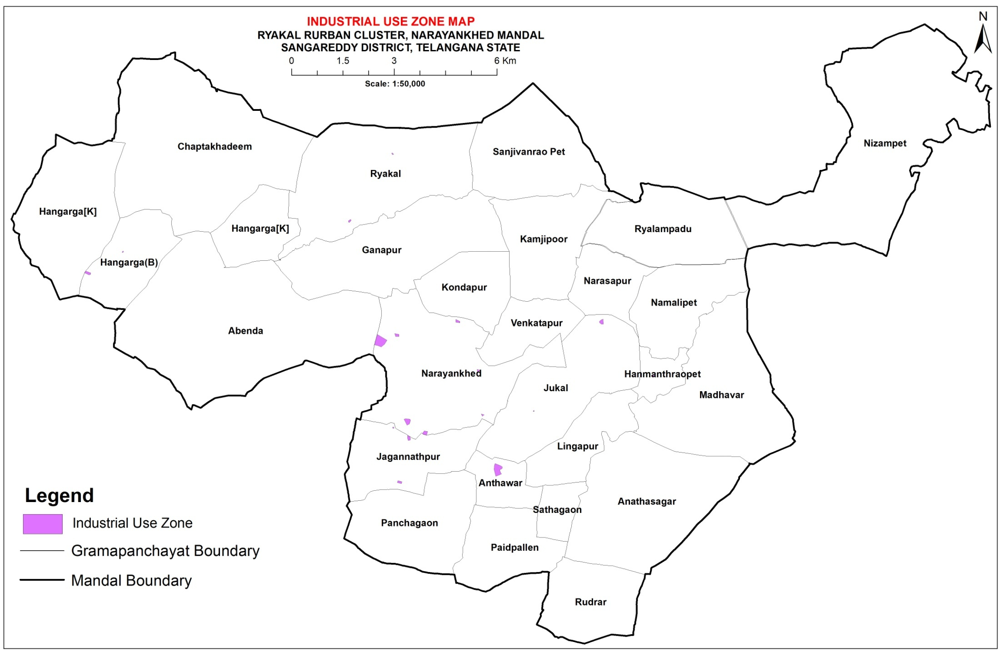 INDUSTRIAL USE ZONE MAP
RYAKAL RURBAN CLUSTER, NARAYANKHED MANDAL
SANGAREDDY DISTRICT, TELANGANA STATE
0 1.5 3 6 Km
Scale: 1:50,000
N
Nizampet
Chaptakhadeem
Sanjivanrao Pet
Ryakal
Hangarga[K]
Hangarga[K]
Ryalampadu
Kamjipoor
Ganapur
Hangarga(B)
Narasapur
Kondapur
Namalipet
Venkatapur
Abenda
Narayankhed
Hanmanthraopet
Jukal
Madhavar
Lingapur
Jagannathpur
Anthawar
Anathasagar
Sathagaon
Panchagaon
Paidpallen
Rudrar
Legend
Industrial Use Zone
Gramapanchayat Boundary
Mandal Boundary